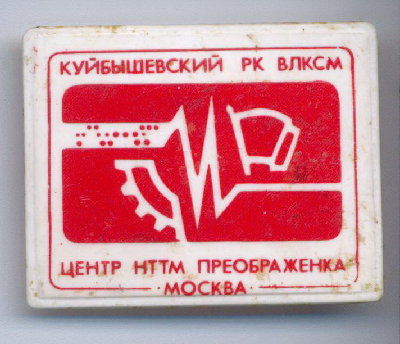 КУЙБЫШЕВСКИЙ РК ВЛКСМ
ЦЕНТР НТТМ ПРЕОБРАЖЕНКА
· МОСКВА ·